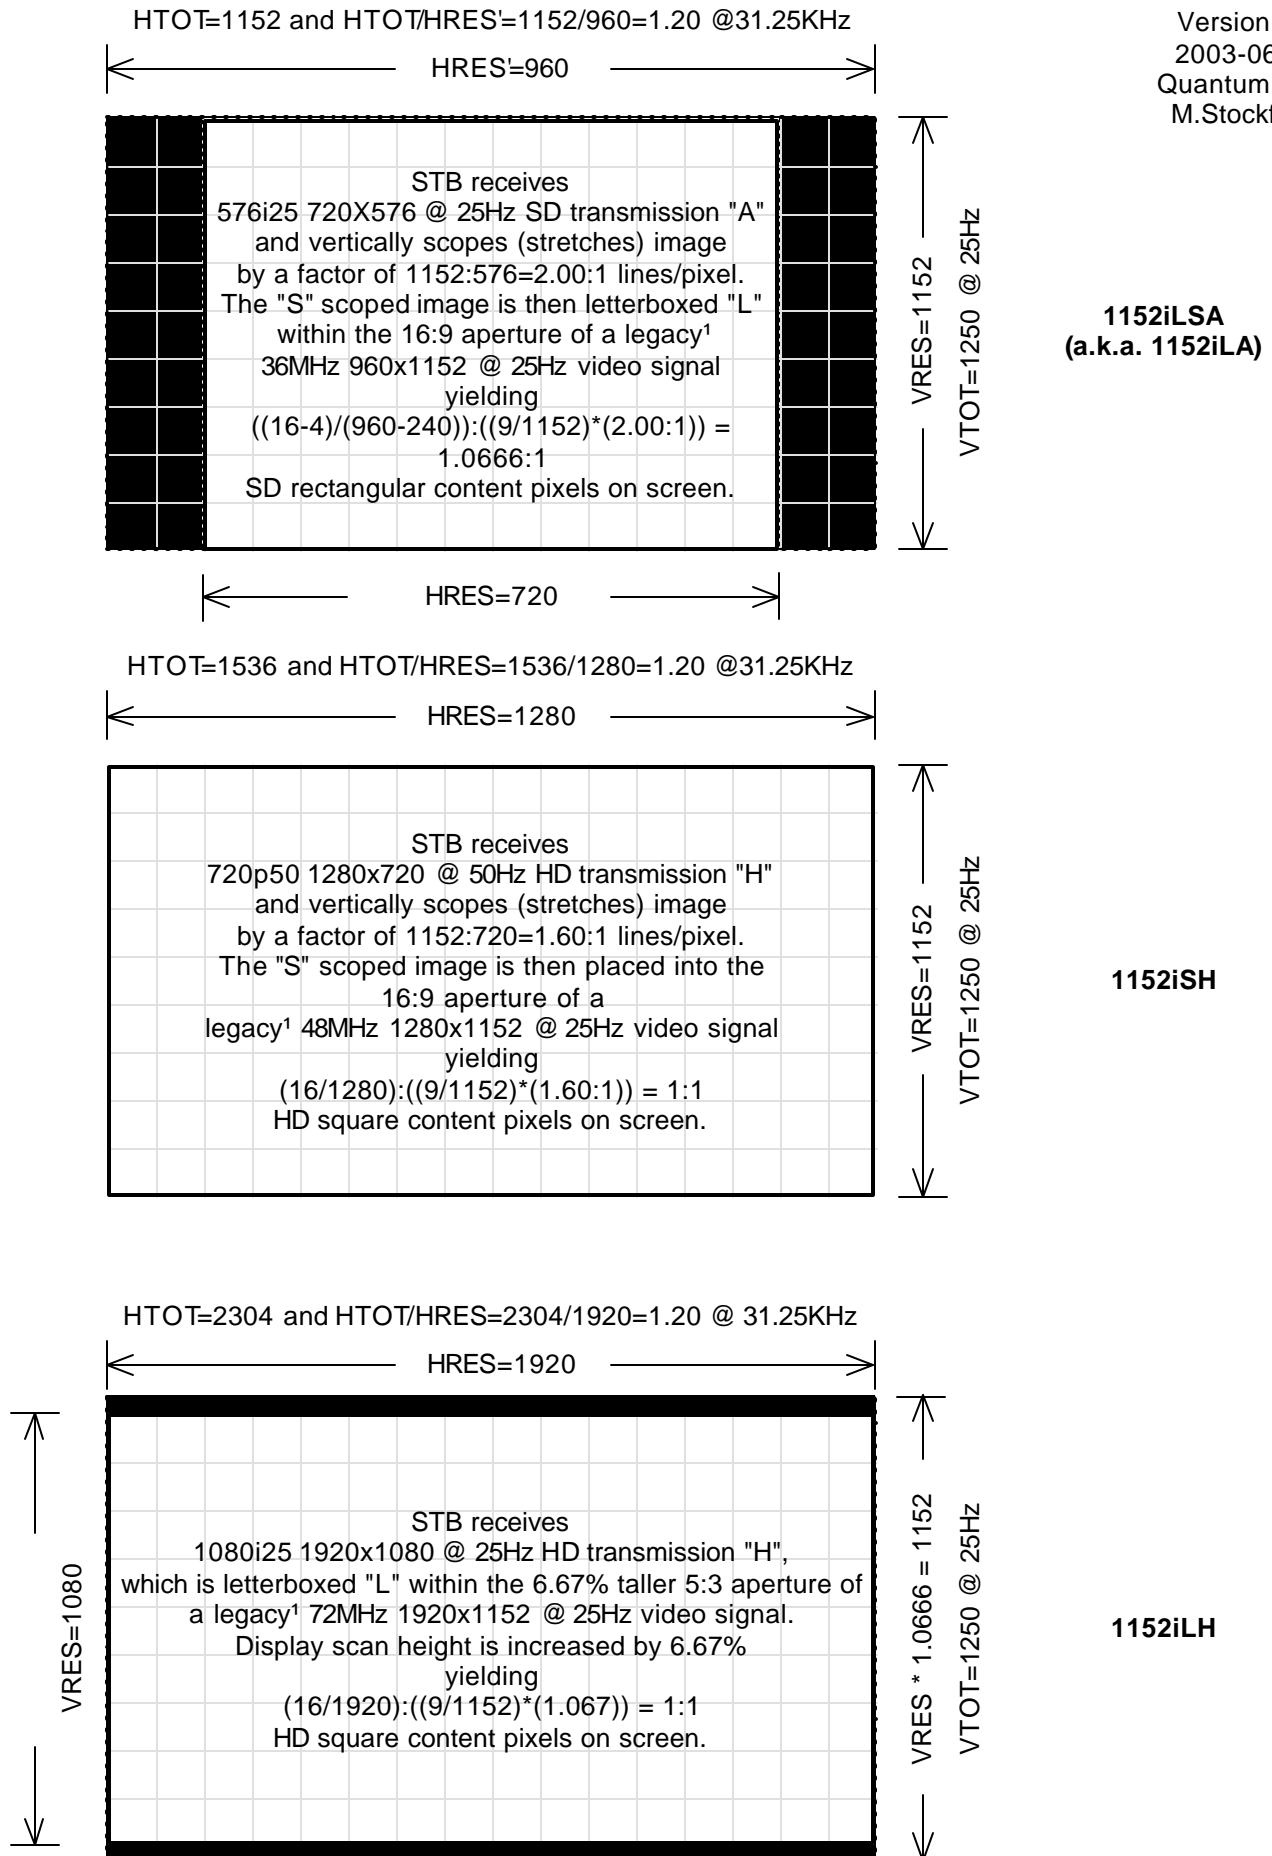 HTOT=1152 and HTOT/HRES'=1152/960=1.20 @31.25KHz
Version
2003-06
Quantum
M.Stockf
HRES'=960
STB receives
576i25 720X576 @ 25Hz SD transmission "A"
and vertically scopes (stretches) image
by a factor of 1152:576=2.00:1 lines/pixel.
The "S" scoped image is then letterboxed "L"
within the 16:9 aperture of a legacy¹
36MHz 960x1152 @ 25Hz video signal
yielding
((16-4)/(960-240)):((9/1152)*(2.00:1)) =
1.0666:1
SD rectangular content pixels on screen.
VRES=1152
VTOT=1250 @ 25Hz
1152iLSA
(a.k.a. 1152iLA)
HRES=720
HTOT=1536 and HTOT/HRES=1536/1280=1.20 @31.25KHz
HRES=1280
STB receives
720p50 1280x720 @ 50Hz HD transmission "H"
and vertically scopes (stretches) image
by a factor of 1152:720=1.60:1 lines/pixel.
The "S" scoped image is then placed into the
16:9 aperture of a
legacy¹ 48MHz 1280x1152 @ 25Hz video signal
yielding
(16/1280):((9/1152)*(1.60:1)) = 1:1
HD square content pixels on screen.
VRES=1152
VTOT=1250 @ 25Hz
1152iSH
HTOT=2304 and HTOT/HRES=2304/1920=1.20 @ 31.25KHz
HRES=1920
VRES=1080
STB receives
1080i25 1920x1080 @ 25Hz HD transmission "H",
which is letterboxed "L" within the 6.67% taller 5:3 aperture of
a legacy¹ 72MHz 1920x1152 @ 25Hz video signal.
Display scan height is increased by 6.67%
yielding
(16/1920):((9/1152)*(1.067)) = 1:1
HD square content pixels on screen.
VRES * 1.0666 = 1152
VTOT=1250 @ 25Hz
1152iLH